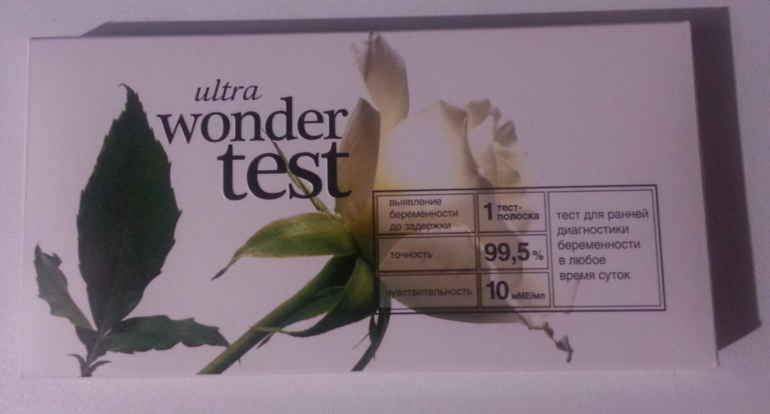 ultra
wonder
test
выявление
беременности
до задержки
1 тест-
полоска
точность
99,5%
чувствительность
10 мМЕ/мл
тест для ранней
диагностики
беременности
в любое
время суток